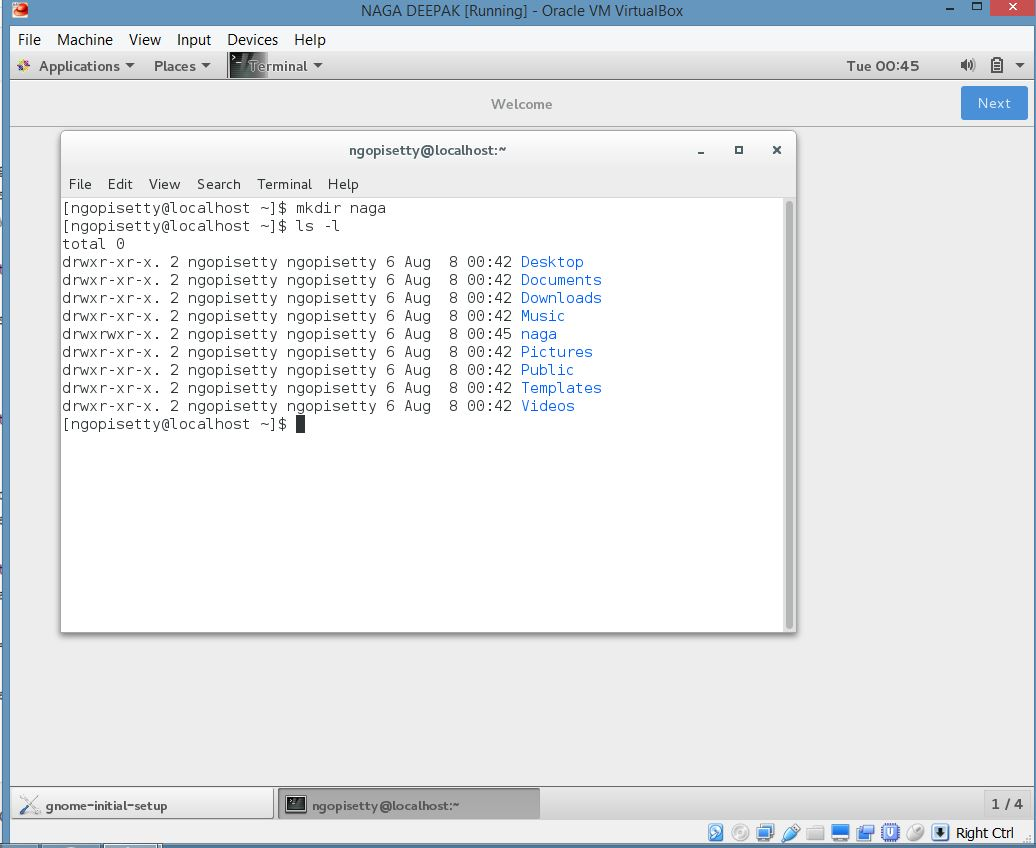 NAGA DEEPAK [Running] - Oracle VM VirtualBox
File Machine View Input Devices Help
Applications Places Terminal Tue 00:45
Welcome Next
ngopisetty@localhost:~
File Edit View Search Terminal Help
[ngopisetty@localhost ~]$ mkdir naga
[ngopisetty@localhost ~]$ ls -l
total 0
drwxr-xr-x. 2 ngopisetty ngopisetty 6 Aug  8 00:42 Desktop
drwxr-xr-x. 2 ngopisetty ngopisetty 6 Aug  8 00:42 Documents
drwxr-xr-x. 2 ngopisetty ngopisetty 6 Aug  8 00:42 Downloads
drwxr-xr-x. 2 ngopisetty ngopisetty 6 Aug  8 00:42 Music
drwxrwxr-x. 2 ngopisetty ngopisetty 6 Aug  8 00:45 naga
drwxr-xr-x. 2 ngopisetty ngopisetty 6 Aug  8 00:42 Pictures
drwxr-xr-x. 2 ngopisetty ngopisetty 6 Aug  8 00:42 Public
drwxr-xr-x. 2 ngopisetty ngopisetty 6 Aug  8 00:42 Templates
drwxr-xr-x. 2 ngopisetty ngopisetty 6 Aug  8 00:42 Videos
[ngopisetty@localhost ~]$
gnome-initial-setup ngopisetty@localhost:~ 1 / 4
Right Ctrl